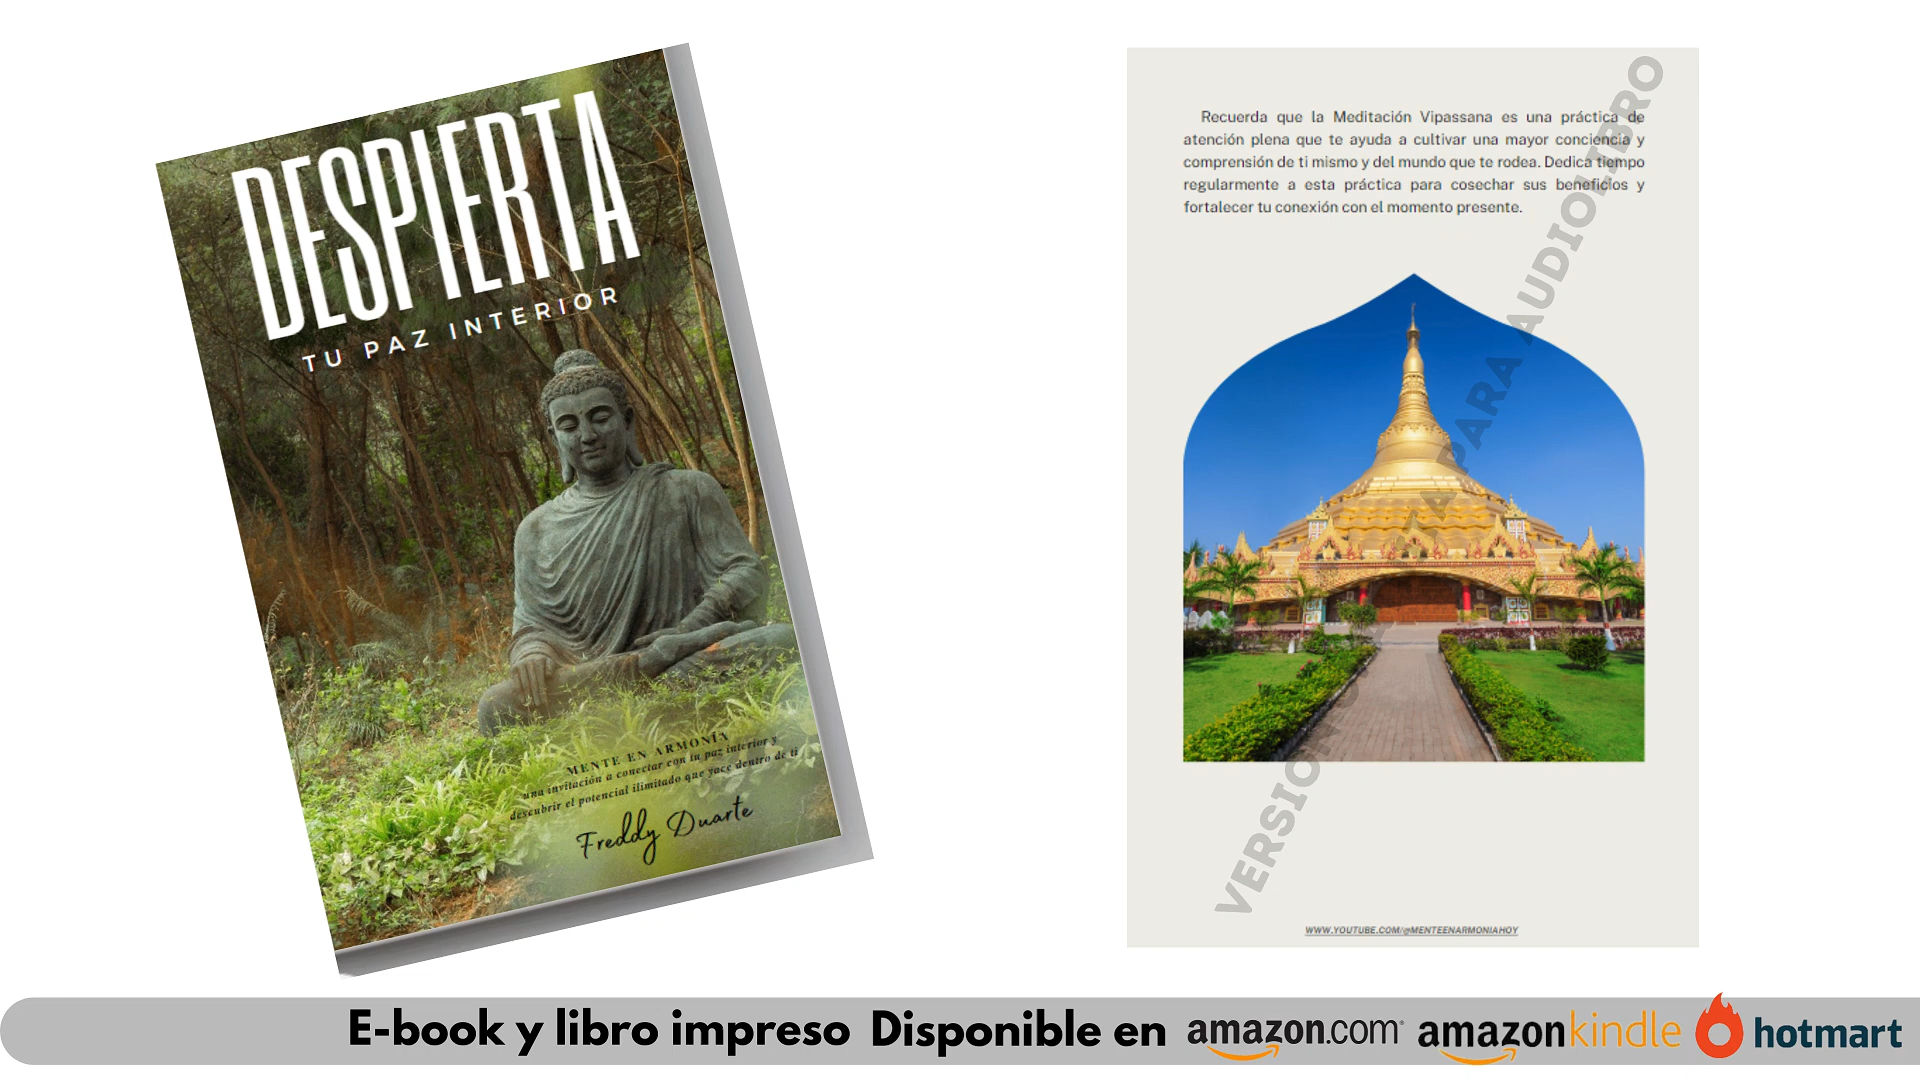 DESPIERTA
TU PAZ INTERIOR
MENTE EN ARMONÍA
una invitación a conectar con tu paz interior y
descubrir el potencial ilimitado que yace dentro de ti
Freddy Duarte
Recuerda que la Meditación Vipassana es una práctica de
atención plena que te ayuda a cultivar una mayor conciencia y
comprensión de ti mismo y del mundo que te rodea. Dedica tiempo
regularmente a esta práctica para cosechar sus beneficios y
fortalecer tu conexión con el momento presente.
PARA AUDIOLIBRO
WWW.YOUTUBE.COM/@MENTEENARMONIAHOY
E-book y libro impreso Disponible en amazon.com amazonkindle hotmart